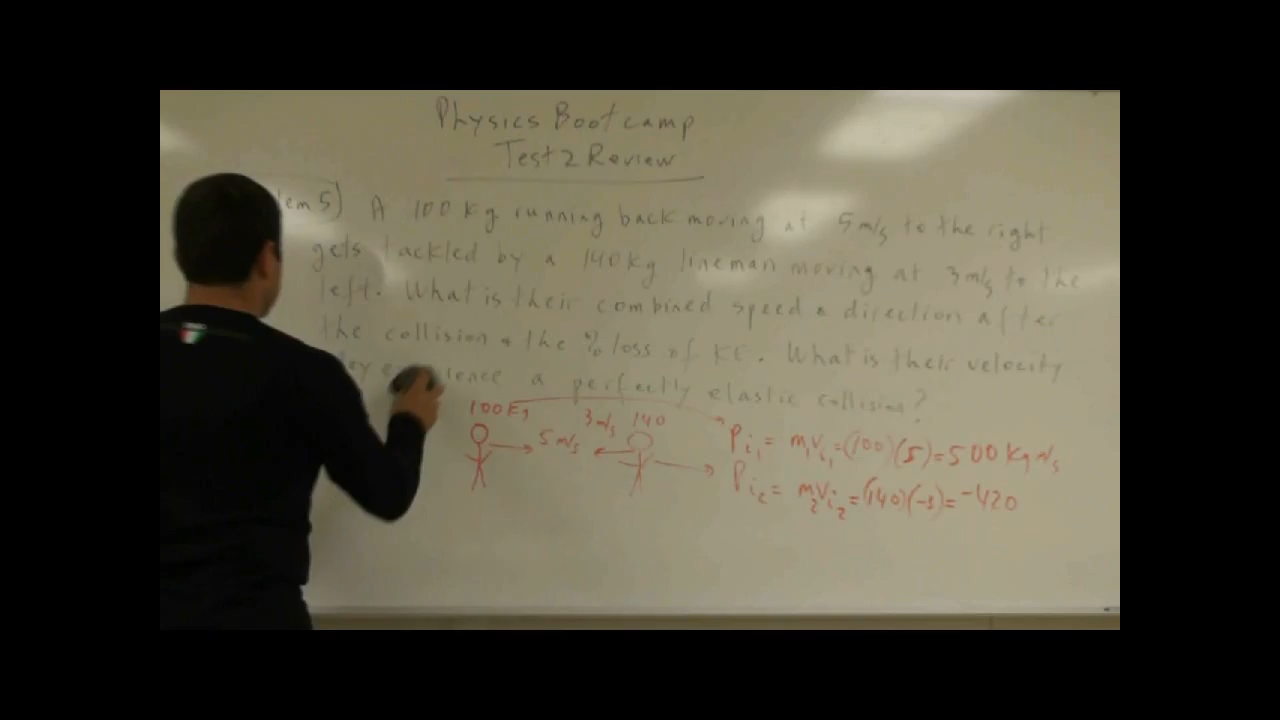 Physics Bootcamp
Test 2 Review
lem 5) A 100 kg running back moving at 5 m/s to the right
gets tackled by a 140 kg lineman moving at 3 m/s to the
left. What is their combined speed & direction after
the collision & the % loss of KE. What is their velocity
a perfectly elastic collision?
100 Kg
5 m/s
3 m/s 140
Pi1 = m1Vi1 = (100)(5) = 500 Kg m/s
Pi2 = m2Vi2 = (140)(-3) = -420